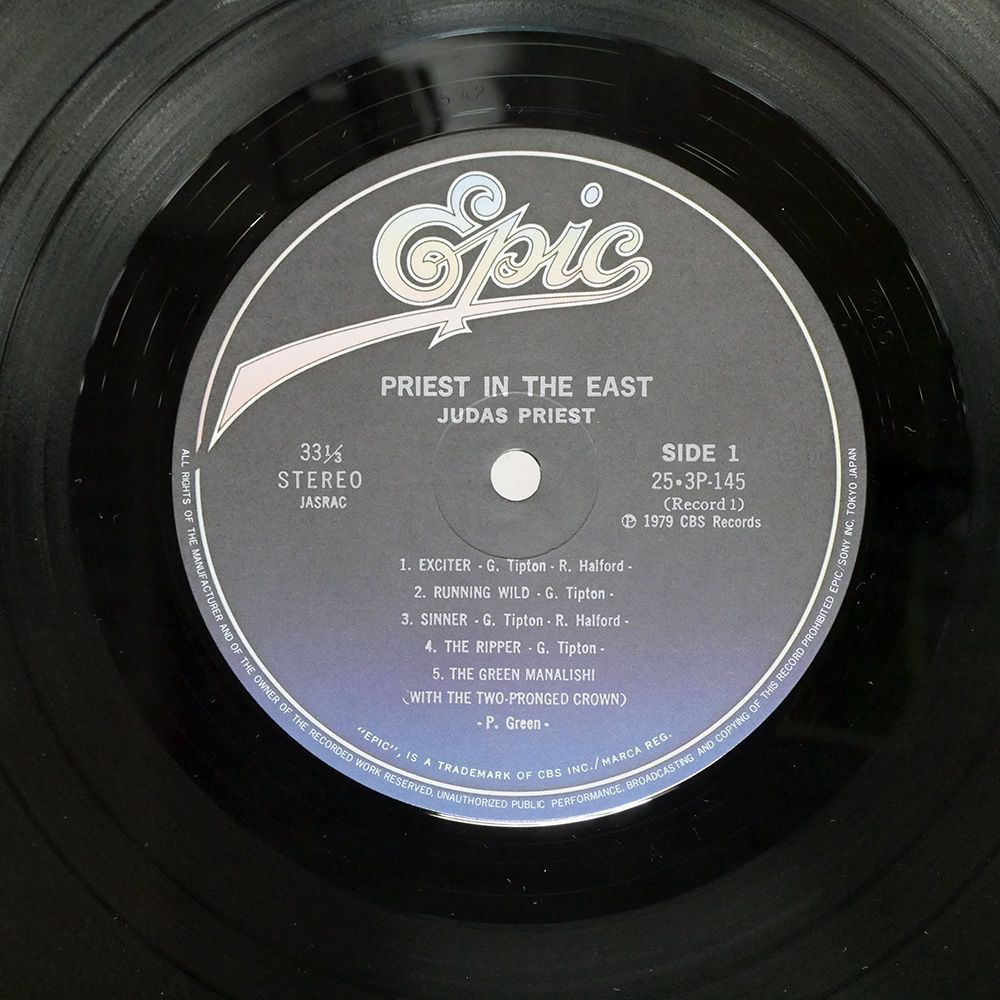 Epic
PRIEST IN THE EAST
JUDAS PRIEST
33⅓
STEREO
JASRAC
SIDE 1
25・3P-145
(Record 1)
Ⓟ 1979 CBS Records
1. EXCITER - G. Tipton - R. Halford -
2. RUNNING WILD - G. Tipton -
3. SINNER - G. Tipton - R. Halford -
4. THE RIPPER - G. Tipton -
5. THE GREEN MANALISHI
(WITH THE TWO-PRONGED CROWN)
- P. Green -
"EPIC", IS A TRADEMARK OF CBS INC./MARCA REG.
ALL RIGHTS OF THE MANUFACTURER AND OF THE OWNER OF THE RECORDED WORK RESERVED. UNAUTHORIZED PUBLIC PERFORMANCE, BROADCASTING AND COPYING OF THIS RECORD PROHIBITED EPIC/SONY INC. TOKYO JAPAN